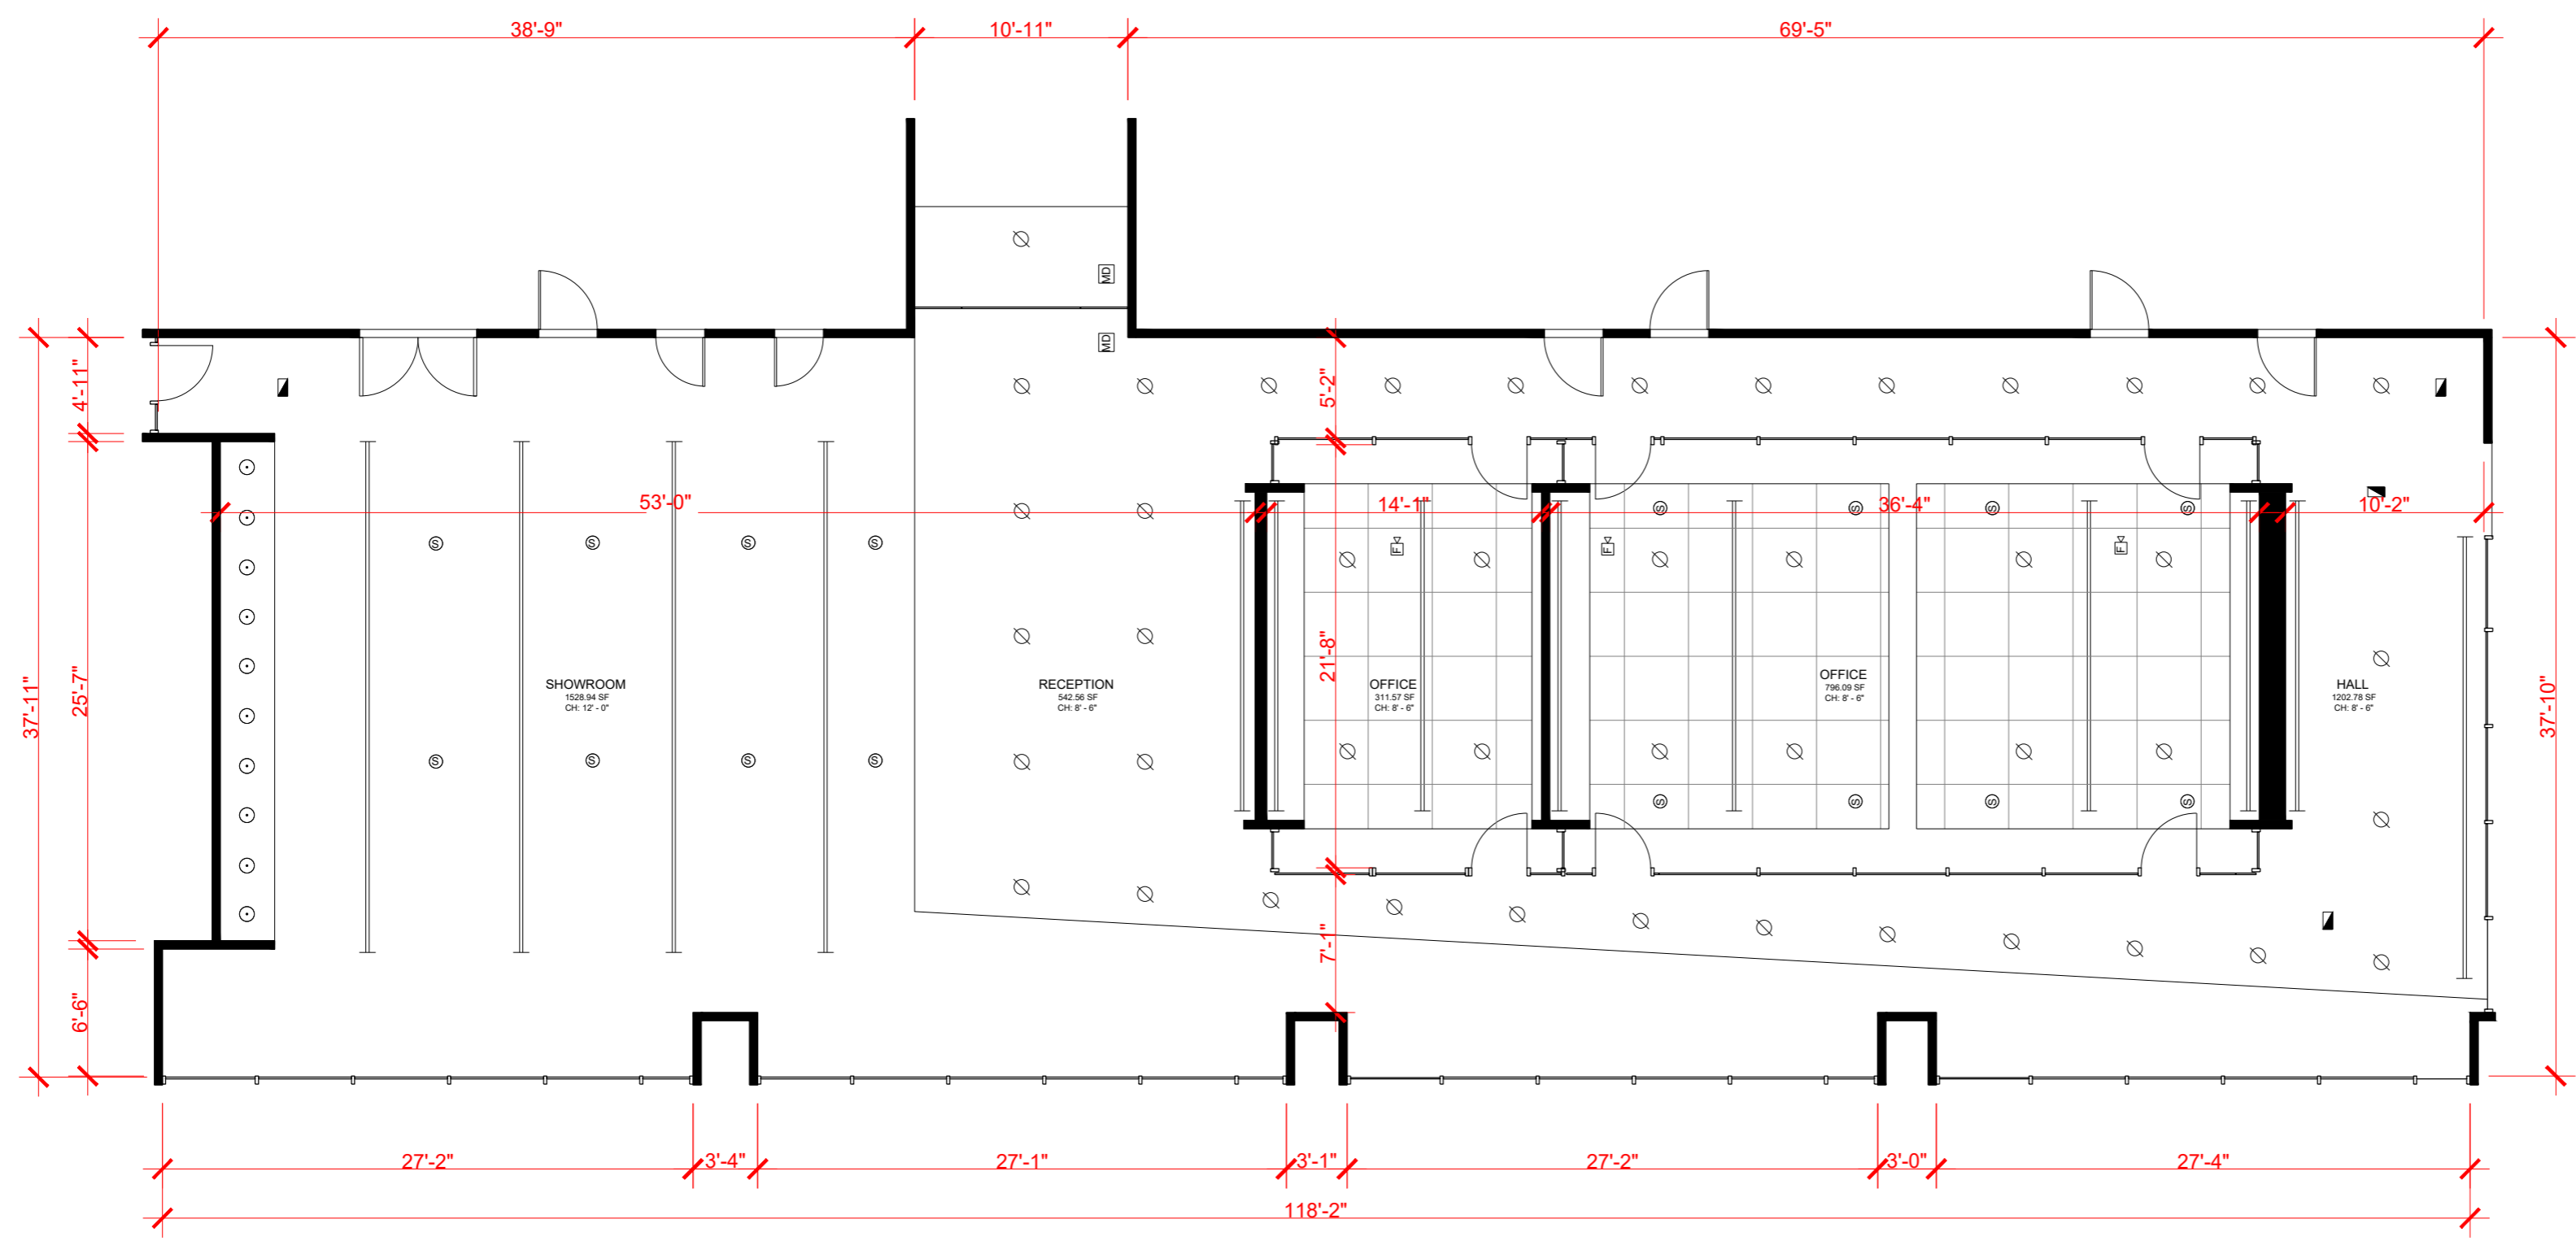 38'-9"
10'-11"
69'-5"
MD
MD
4'-11"
5'-2"
53'-0"
14'-1"
36'-4"
10'-2"
S
S
S
S
S
S
S
S
F
F
F
S
S
S
S
37'-11"
25'-7"
21'-8"
37'-10"
SHOWROOM
1528.94 SF
CH: 12' - 0"
RECEPTION
542.56 SF
CH: 8' - 6"
OFFICE
311.57 SF
CH: 8' - 6"
OFFICE
796.09 SF
CH: 8' - 6"
HALL
1202.78 SF
CH: 8' - 6"
S
S
S
S
6'-6"
7'-1"
27'-2"
3'-4"
27'-1"
3'-1"
27'-2"
3'-0"
27'-4"
118'-2"